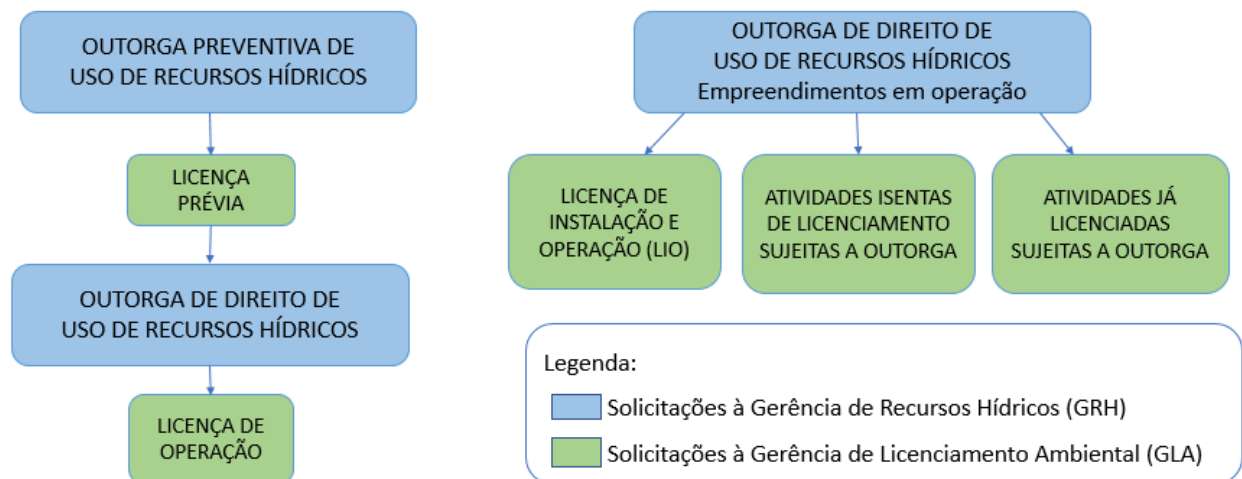 OUTORGA PREVENTIVA DE
USO DE RECURSOS HÍDRICOS
LICENÇA
PRÉVIA
OUTORGA DE DIREITO DE
USO DE RECURSOS HÍDRICOS
LICENÇA DE
OPERAÇÃO
OUTORGA DE DIREITO DE
USO DE RECURSOS HÍDRICOS
Empreendimentos em operação
LICENÇA DE
INSTALAÇÃO E
OPERAÇÃO (LIO)
ATIVIDADES ISENTAS
DE LICENCIAMENTO
SUJEITAS A OUTORGA
ATIVIDADES JÁ
LICENCIADAS
SUJEITAS A OUTORGA
Legenda:
Solicitações à Gerência de Recursos Hídricos (GRH)
Solicitações à Gerência de Licenciamento Ambiental (GLA)